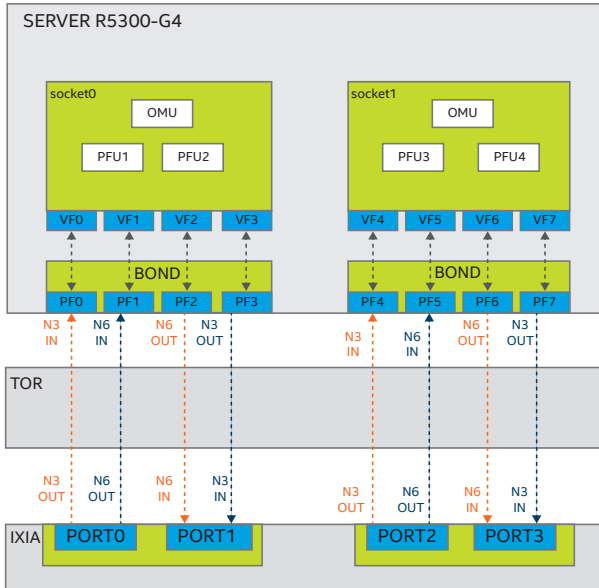 SERVER R5300-G4
socket0
socket1
OMU
OMU
PFU1
PFU2
PFU3
PFU4
VF0
VF1
VF2
VF3
VF4
VF5
VF6
VF7
BOND
BOND
PF0
PF1
PF2
PF3
PF4
PF5
PF6
PF7
N3
IN
N6
IN
N6
OUT
N3
OUT
N3
IN
N6
IN
N6
OUT
N3
OUT
TOR
N3
OUT
N6
OUT
N6
IN
N3
IN
N3
OUT
N6
OUT
N6
IN
N3
IN
IXIA
PORT0
PORT1
PORT2
PORT3